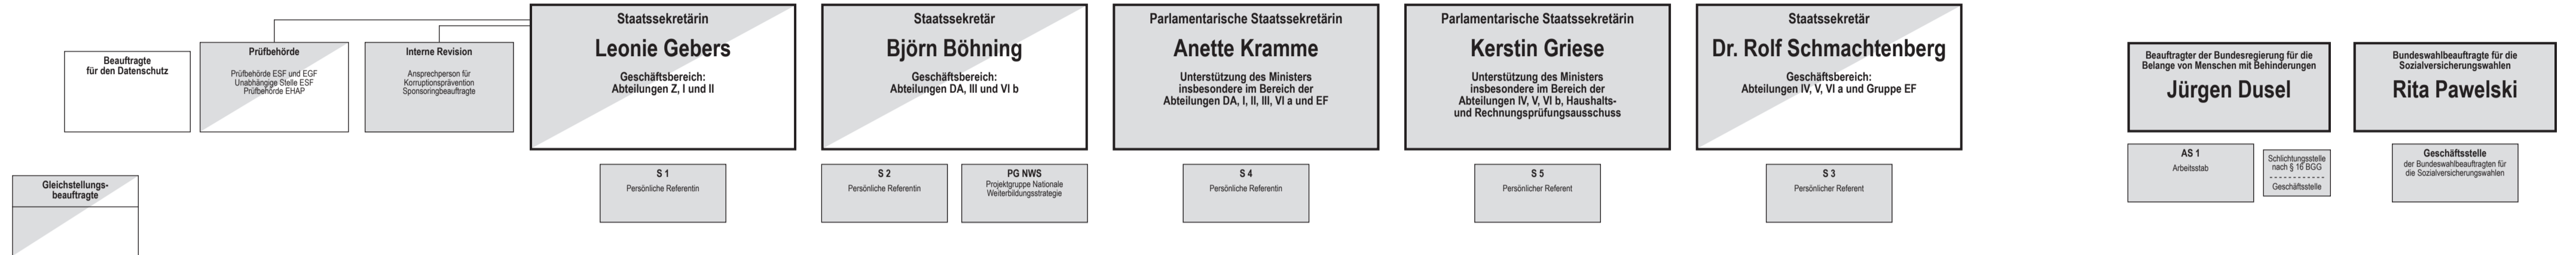 Beauftragte
für den Datenschutz
Prüfbehörde
Prüfbehörde ESF und EGF
Unabhängige Stelle ESF
Prüfbehörde EHAP
Interne Revision
Ansprechperson für
Korruptionsprävention
Sponsoringbeauftragte
Staatssekretärin
Leonie Gebers
Geschäftsbereich:
Abteilungen Z, I und II
Staatssekretär
Björn Böhning
Geschäftsbereich:
Abteilungen DA, III und VI b
Parlamentarische Staatssekretärin
Anette Kramme
Unterstützung des Ministers
insbesondere im Bereich der
Abteilungen DA, I, II, III, VI a und EF
Parlamentarische Staatssekretärin
Kerstin Griese
Unterstützung des Ministers
insbesondere im Bereich der
Abteilungen IV, V, VI b, Haushalts-
und Rechnungsprüfungsausschuss
Staatssekretär
Dr. Rolf Schmachtenberg
Geschäftsbereich:
Abteilungen IV, V, VI a und Gruppe EF
Beauftragter der Bundesregierung für die
Belange von Menschen mit Behinderungen
Jürgen Dusel
Bundeswahlbeauftragte für die
Sozialversicherungswahlen
Rita Pawelski
Gleichstellungs-
beauftragte
S 1
Persönliche Referentin
S 2
Persönliche Referentin
PG NWS
Projektgruppe Nationale
Weiterbildungsstrategie
S 4
Persönliche Referentin
S 5
Persönlicher Referent
S 3
Persönlicher Referent
AS 1
Arbeitsstab
Schlichtungsstelle
nach § 16 BGG
Geschäftsstelle
Geschäftsstelle
der Bundeswahlbeauftragten für
die Sozialversicherungswahlen